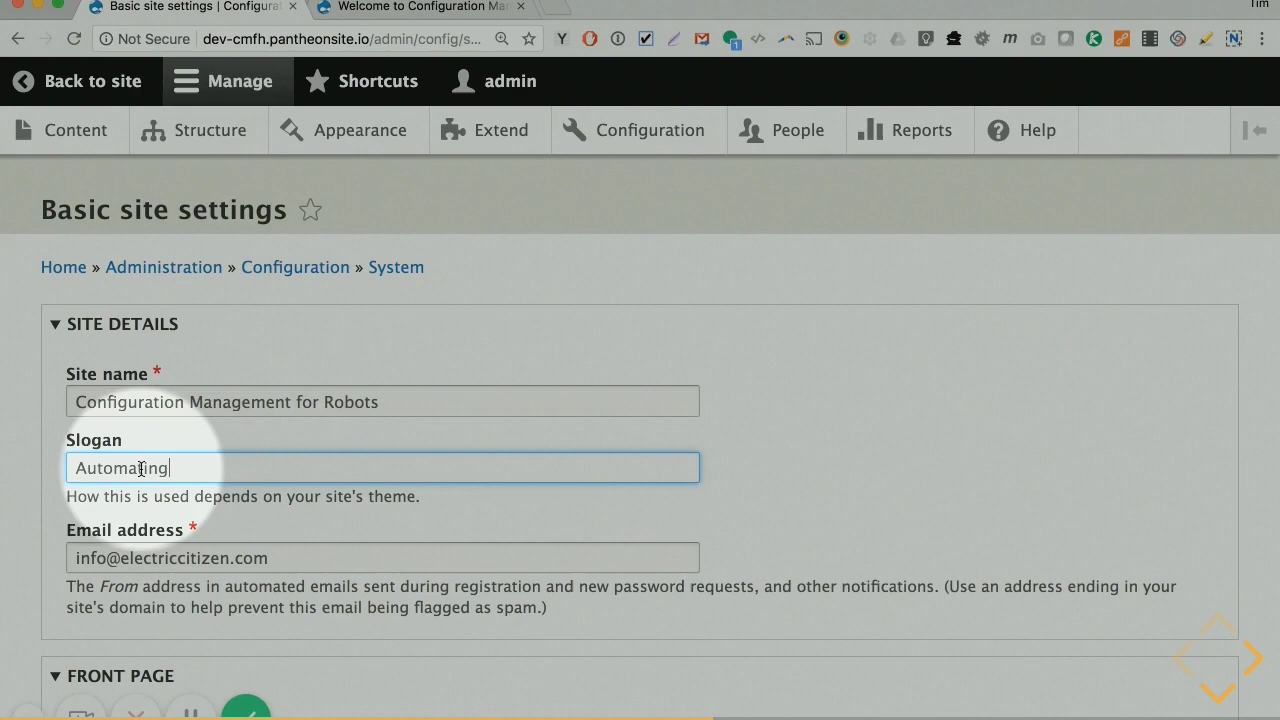 Tim
Basic site settings | Configurat
Welcome to Configuration Man
Not Secure
dev-cmfh.pantheonsite.io/admin/config/s...
1
Back to site
Manage
Shortcuts
admin
Content
Structure
Appearance
Extend
Configuration
People
Reports
Help
Basic site settings
Home » Administration » Configuration » System
▼ SITE DETAILS
Site name *
Configuration Management for Robots
Slogan
Automating
How this is used depends on your site's theme.
Email address *
info@electriccitizen.com
The From address in automated emails sent during registration and new password requests, and other notifications. (Use an address ending in your
site's domain to help prevent this email being flagged as spam.)
▼ FRONT PAGE